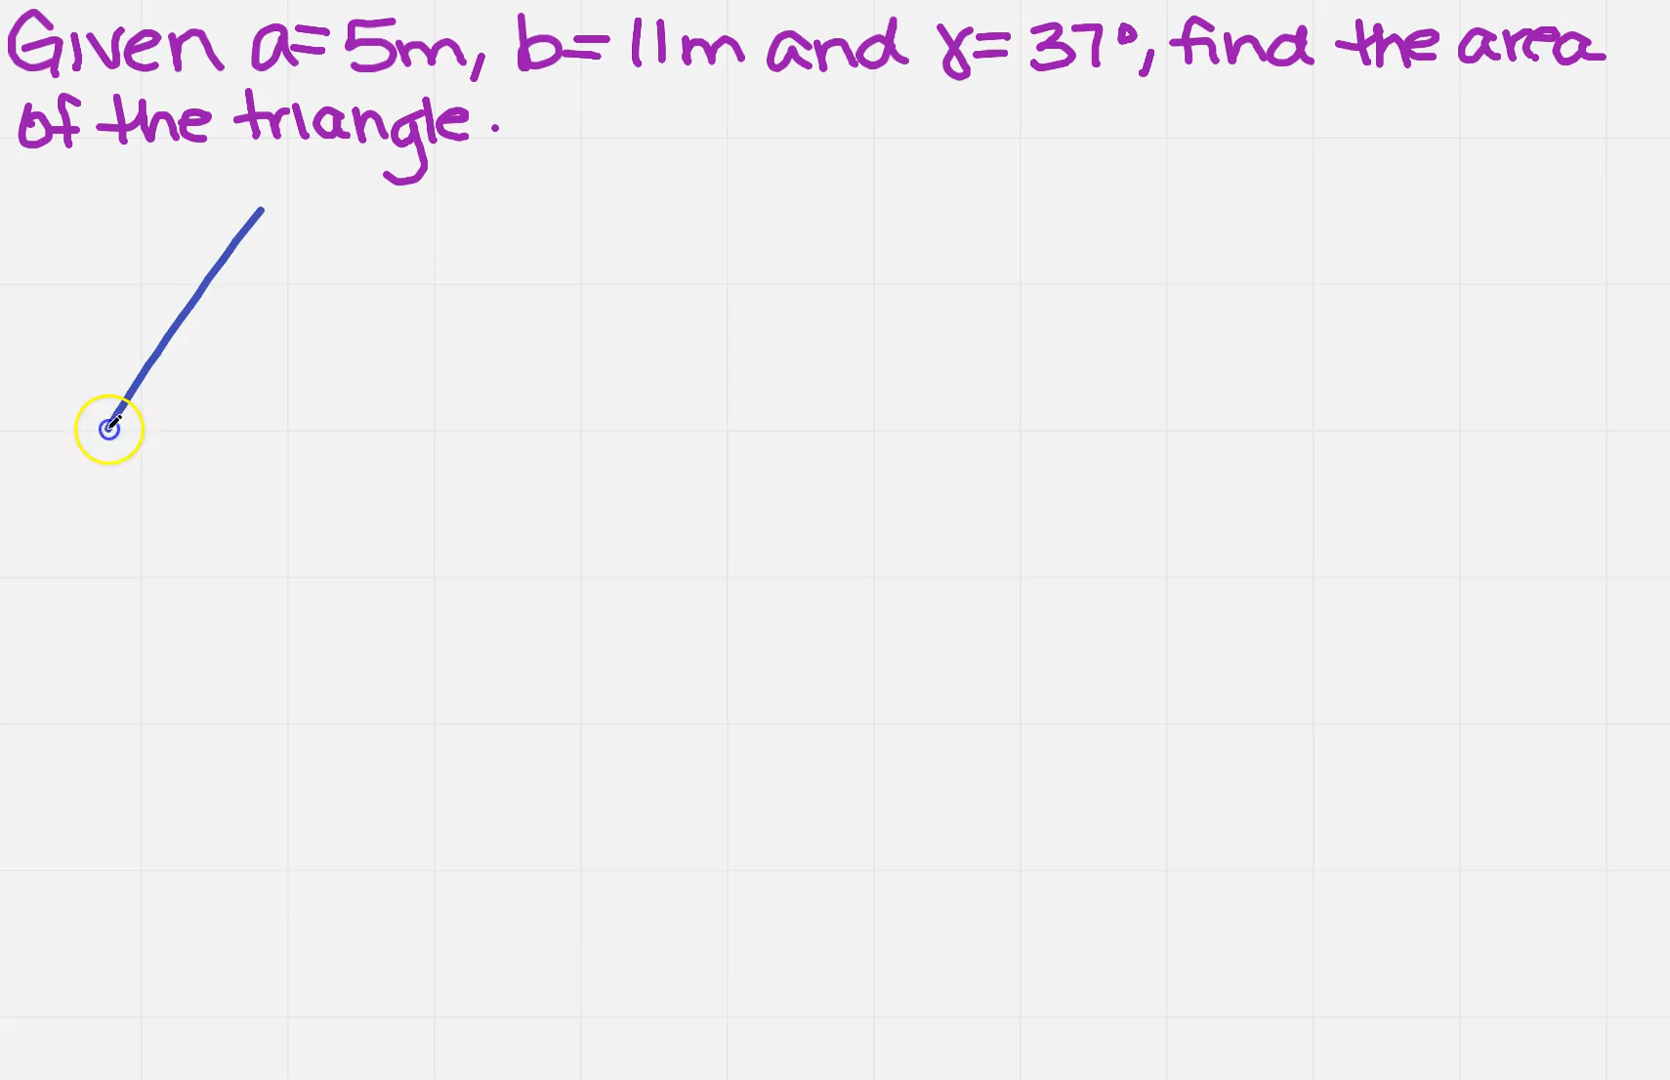 Given a=5m, b=11m and γ=37°, find the area
of the triangle.